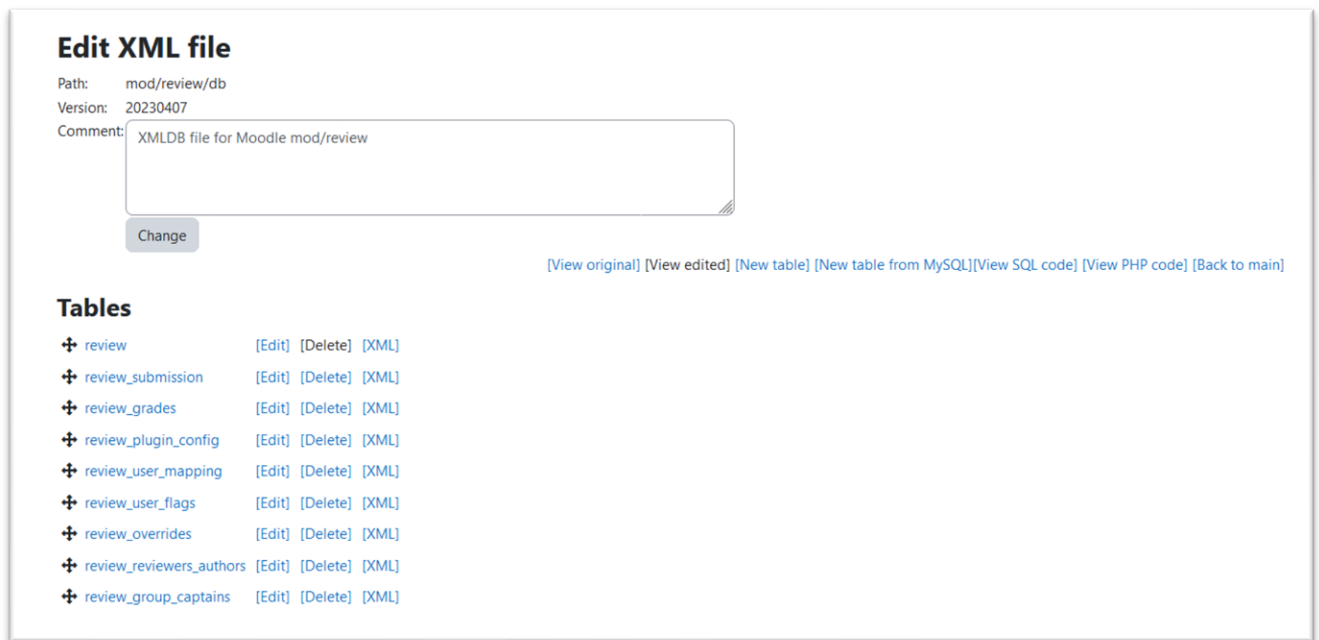 Edit XML file
Path: mod/review/db
Version: 20230407
Comment: XMLDB file for Moodle mod/review
Change
[View original] [View edited] [New table] [New table from MySQL][View SQL code] [View PHP code] [Back to main]
Tables
review [Edit] [Delete] [XML]
review_submission [Edit] [Delete] [XML]
review_grades [Edit] [Delete] [XML]
review_plugin_config [Edit] [Delete] [XML]
review_user_mapping [Edit] [Delete] [XML]
review_user_flags [Edit] [Delete] [XML]
review_overrides [Edit] [Delete] [XML]
review_reviewers_authors [Edit] [Delete] [XML]
review_group_captains [Edit] [Delete] [XML]